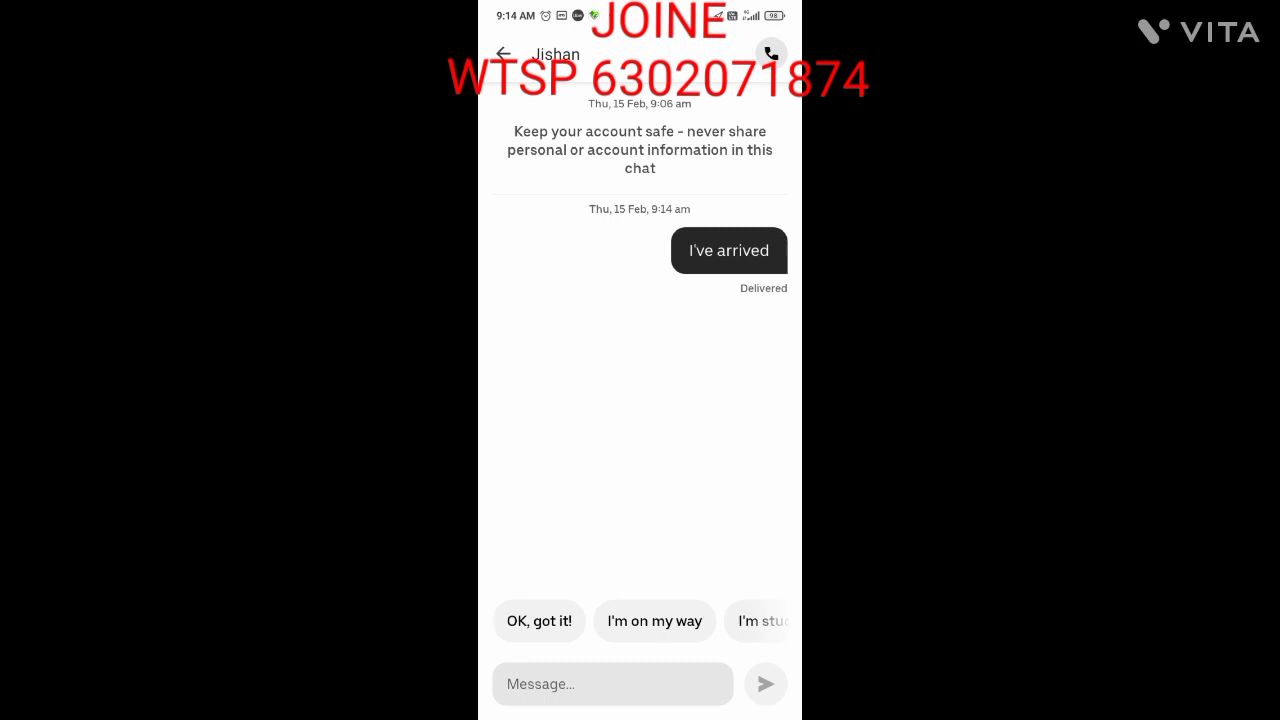 9:14 AM
98
JOINE
Jishan
WTSP 6302071874
Thu, 15 Feb, 9:06 am
Keep your account safe - never share
personal or account information in this
chat
Thu, 15 Feb, 9:14 am
I've arrived
Delivered
OK, got it!
I'm on my way
I'm stuc
Message...
VITA